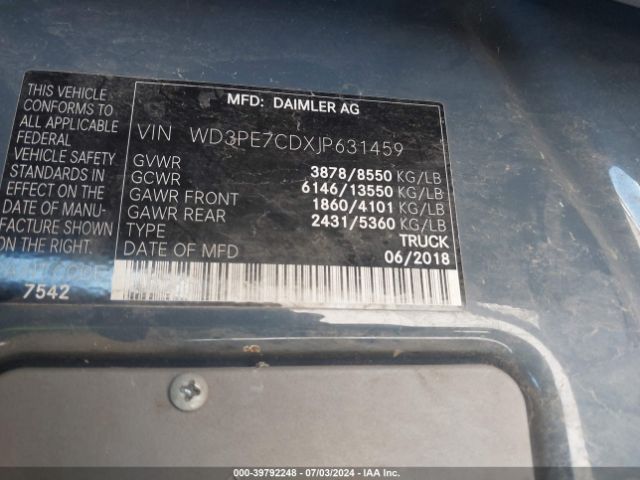 THIS VEHICLE
CONFORMS TO
ALL APPLICABLE
FEDERAL
VEHICLE SAFETY
STANDARDS IN
EFFECT ON THE
DATE OF MANU-
FACTURE SHOWN
ON THE RIGHT.
7542
MFD: DAIMLER AG
VIN WD3PE7CDXJP631459
GVWR 3878/8550 KG/LB
GCWR 6146/13550 KG/LB
GAWR FRONT 1860/4101 KG/LB
GAWR REAR 2431/5360 KG/LB
TYPE TRUCK
DATE OF MFD 06/2018
000-39792248 - 07/03/2024 - IAA Inc.